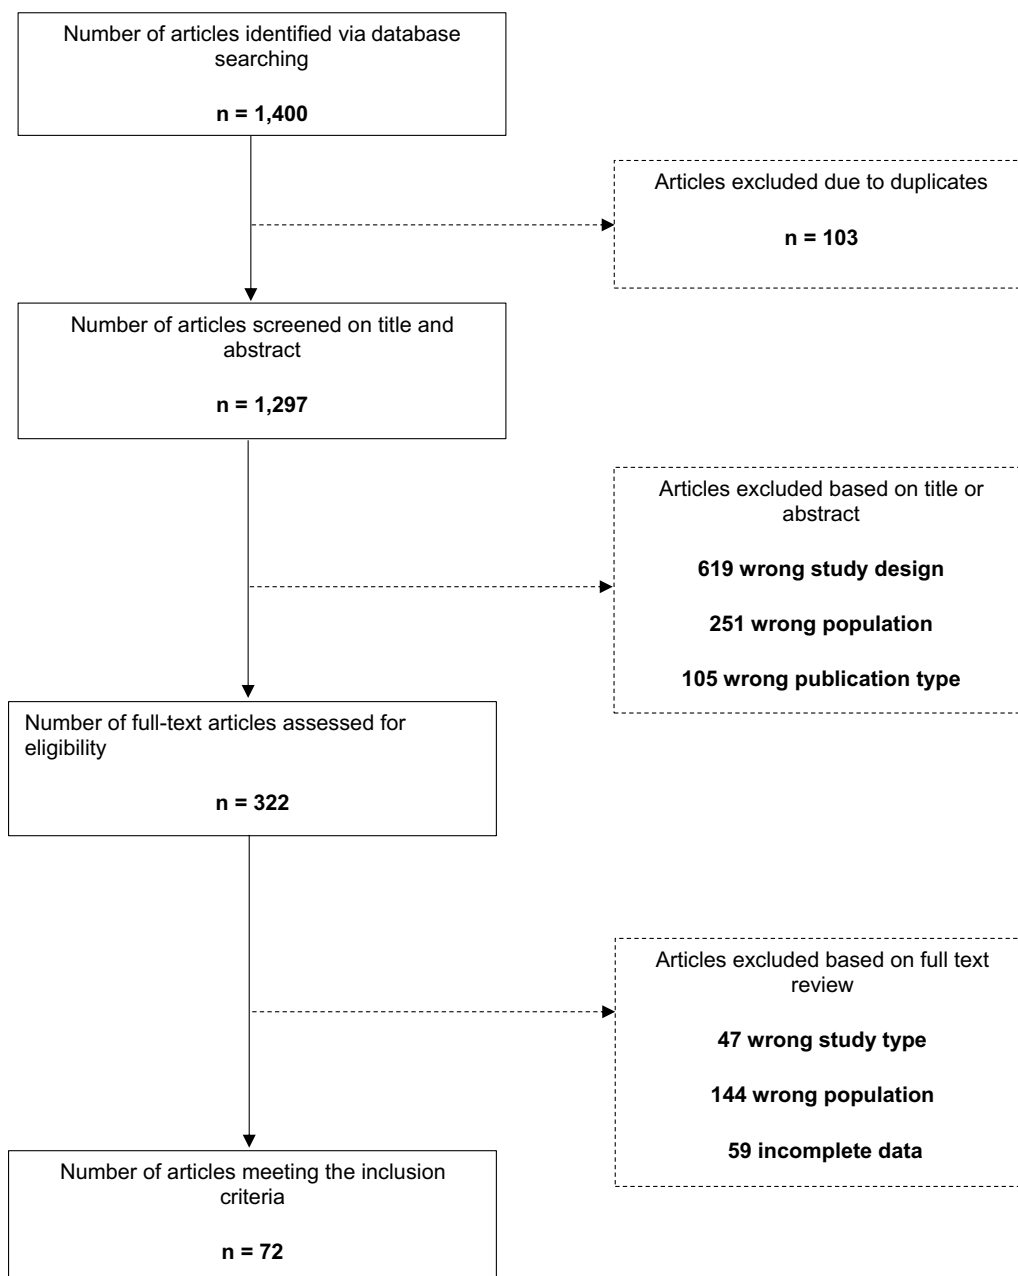 Number of articles identified via database
searching
n = 1,400
Articles excluded due to duplicates
n = 103
Number of articles screened on title and
abstract
n = 1,297
Articles excluded based on title or
abstract
619 wrong study design
251 wrong population
105 wrong publication type
Number of full-text articles assessed for
eligibility
n = 322
Articles excluded based on full text
review
47 wrong study type
144 wrong population
59 incomplete data
Number of articles meeting the inclusion
criteria
n = 72